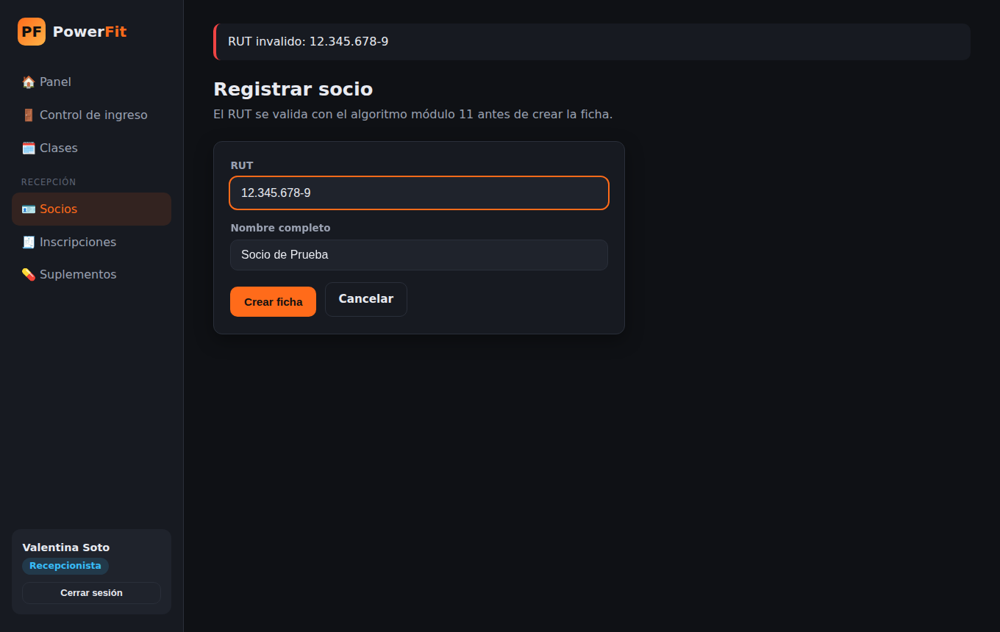 PF PowerFit
Panel
Control de ingreso
Clases
RECEPCIÓN
Socios
Inscripciones
Suplementos
Valentina Soto
Recepcionista
Cerrar sesión
RUT invalido: 12.345.678-9
Registrar socio
El RUT se valida con el algoritmo módulo 11 antes de crear la ficha.
RUT
12.345.678-9
Nombre completo
Socio de Prueba
Crear ficha Cancelar